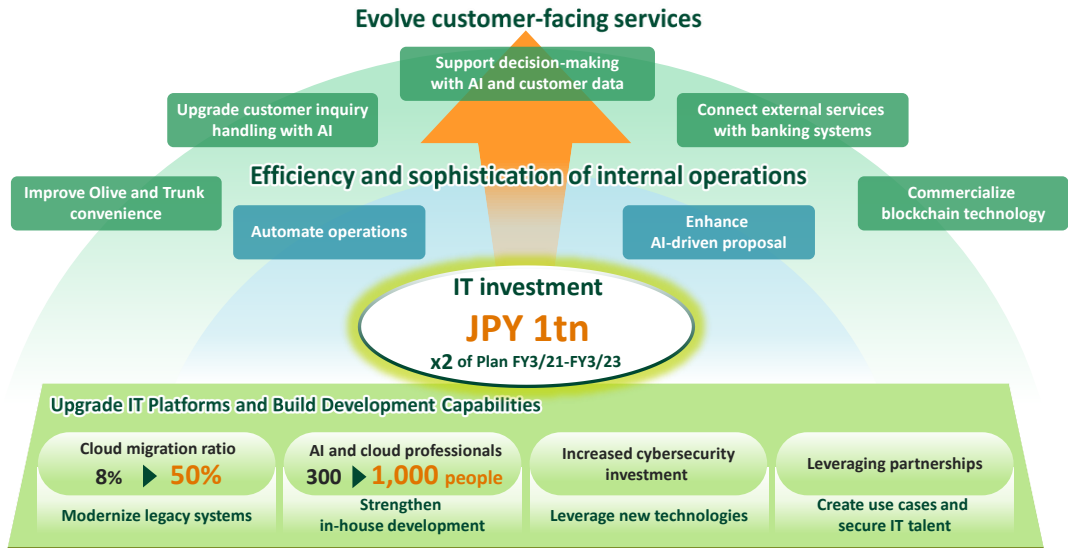 Evolve customer-facing services
Support decision-making
with AI and customer data
Upgrade customer inquiry
handling with AI
Connect external services
with banking systems
Efficiency and sophistication of internal operations
Improve Olive and Trunk
convenience
Commercialize
blockchain technology
Automate operations
Enhance
AI-driven proposal
IT investment
JPY 1tn
x2 of Plan FY3/21-FY3/23
Upgrade IT Platforms and Build Development Capabilities
Cloud migration ratio
8% ▶ 50%
Modernize legacy systems
AI and cloud professionals
300 ▶ 1,000 people
Strengthen
in-house development
Increased cybersecurity
investment
Leverage new technologies
Leveraging partnerships
Create use cases and
secure IT talent